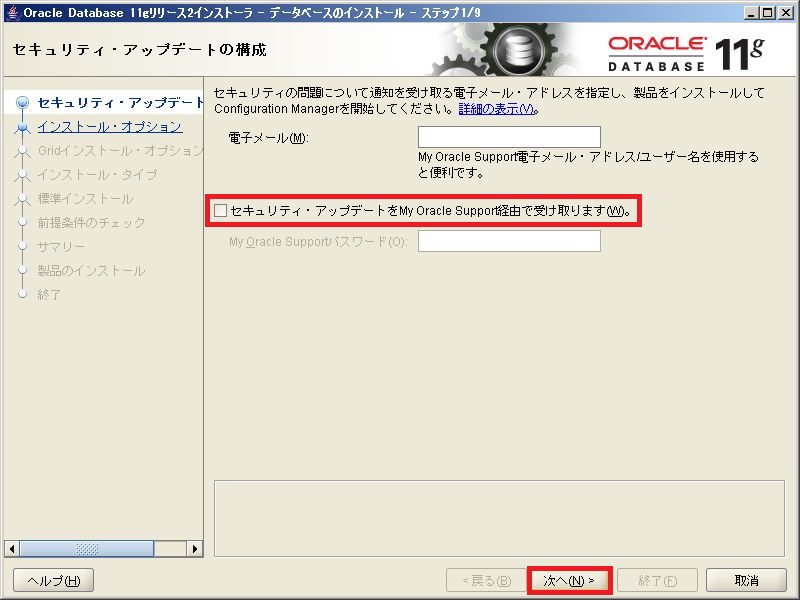 Oracle Database 11gリリース2インストーラ - データベースのインストール - ステップ1/9
セキュリティ・アップデートの構成
ORACLE
DATABASE
11g
セキュリティ・アップデート
インストール・オプション
Gridインストール・オプション
インストール・タイプ
標準インストール
前提条件のチェック
サマリー
製品のインストール
終了
セキュリティの問題について通知を受け取る電子メール・アドレスを指定し、製品をインストールして
Configuration Managerを開始してください。詳細の表示(V)。
電子メール(M):
My Oracle Support電子メール・アドレス/ユーザー名を使用する
と便利です。
セキュリティ・アップデートをMy Oracle Support経由で受け取ります(W)。
My Oracle Supportパスワード(O):
ヘルプ(H)
< 戻る(B)
次へ(N) >
終了(F)
取消